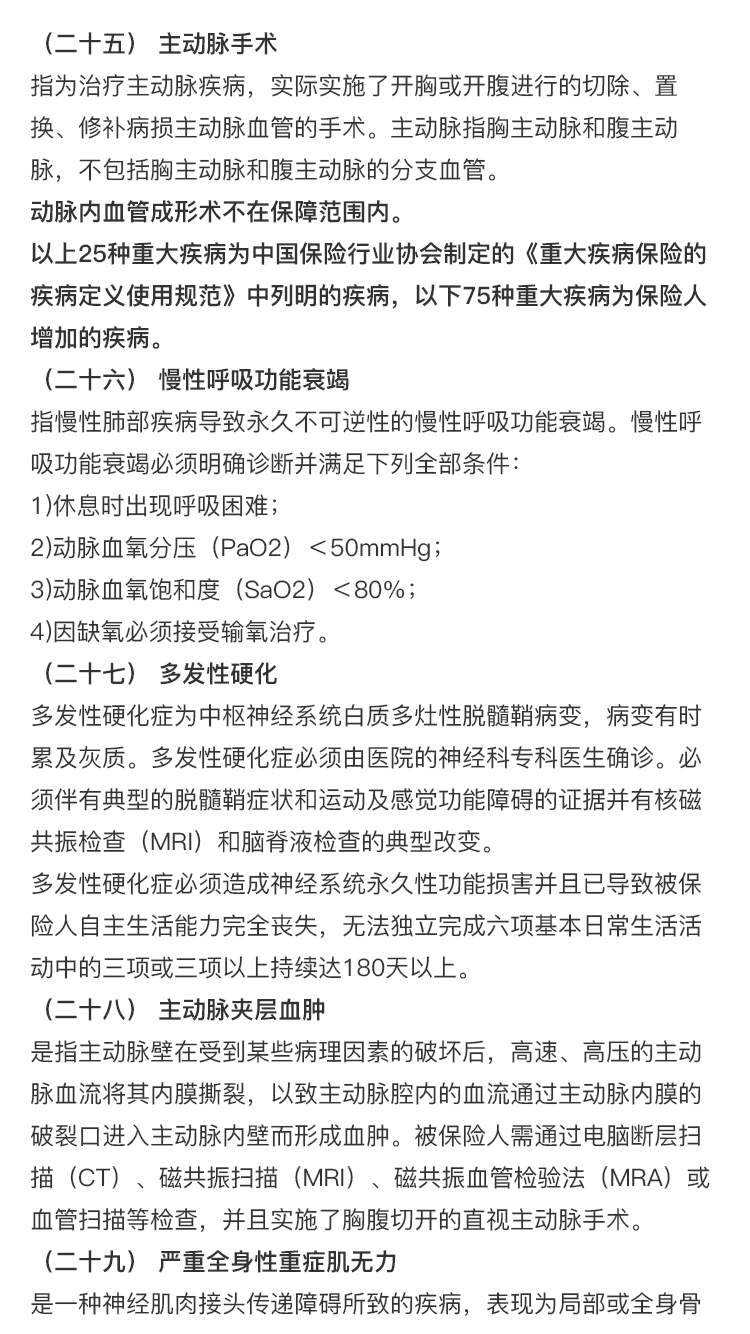 （二十五） 主动脉手术
指为治疗主动脉疾病，实际实施了开胸或开腹进行的切除、置
换、修补病损主动脉血管的手术。主动脉指胸主动脉和腹主动
脉，不包括胸主动脉和腹主动脉的分支血管。
动脉内血管成形术不在保障范围内。
以上25种重大疾病为中国保险行业协会制定的《重大疾病保险的
疾病定义使用规范》中列明的疾病，以下75种重大疾病为保险人
增加的疾病。
（二十六） 慢性呼吸功能衰竭
指慢性肺部疾病导致永久不可逆性的慢性呼吸功能衰竭。慢性呼
吸功能衰竭必须明确诊断并满足下列全部条件：
1)休息时出现呼吸困难；
2)动脉血氧分压（PaO2）＜50mmHg；
3)动脉血氧饱和度（SaO2）＜80%；
4)因缺氧必须接受输氧治疗。
（二十七） 多发性硬化
多发性硬化症为中枢神经系统白质多灶性脱髓鞘病变，病变有时
累及灰质。多发性硬化症必须由医院的神经科专科医生确诊。必
须伴有典型的脱髓鞘症状和运动及感觉功能障碍的证据并有核磁
共振检查（MRI）和脑脊液检查的典型改变。
多发性硬化症必须造成神经系统永久性功能损害并且已导致被保
险人自主生活能力完全丧失，无法独立完成六项基本日常生活活
动中的三项或三项以上持续达180天以上。
（二十八） 主动脉夹层血肿
是指主动脉壁在受到某些病理因素的破坏后，高速、高压的主动
脉血流将其内膜撕裂，以致主动脉腔内的血流通过主动脉内膜的
破裂口进入主动脉内壁而形成血肿。被保险人需通过电脑断层扫
描（CT）、磁共振扫描（MRI）、磁共振血管检验法（MRA）或
血管扫描等检查，并且实施了胸腹切开的直视主动脉手术。
（二十九） 严重全身性重症肌无力
是一种神经肌肉接头传递障碍所致的疾病，表现为局部或全身骨